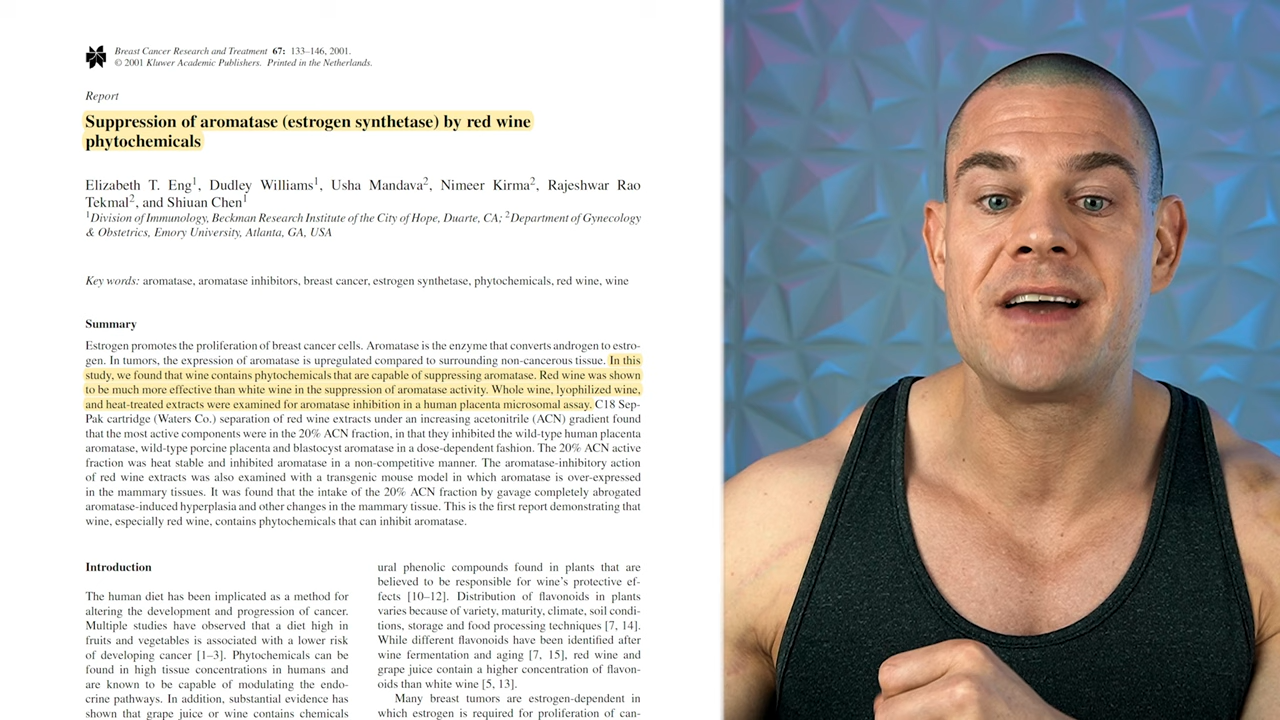 Breast Cancer Research and Treatment 67: 133–146, 2001.
© 2001 Kluwer Academic Publishers. Printed in the Netherlands.
Report
Suppression of aromatase (estrogen synthetase) by red wine
phytochemicals
Elizabeth T. Eng1, Dudley Williams1, Usha Mandava2, Nimeer Kirma2, Rajeshwar Rao
Tekmal2, and Shiuan Chen1
1Division of Immunology, Beckman Research Institute of the City of Hope, Duarte, CA; 2Department of Gynecology
& Obstetrics, Emory University, Atlanta, GA, USA
Key words: aromatase, aromatase inhibitors, breast cancer, estrogen synthetase, phytochemicals, red wine, wine
Summary
Estrogen promotes the proliferation of breast cancer cells. Aromatase is the enzyme that converts androgen to estro-
gen. In tumors, the expression of aromatase is upregulated compared to surrounding non-cancerous tissue. In this
study, we found that wine contains phytochemicals that are capable of suppressing aromatase. Red wine was shown
to be much more effective than white wine in the suppression of aromatase activity. Whole wine, lyophilized wine,
and heat-treated extracts were examined for aromatase inhibition in a human placenta microsomal assay. C18 Sep-
Pak cartridge (Waters Co.) separation of red wine extracts under an increasing acetonitrile (ACN) gradient found
that the most active components were in the 20% ACN fraction, in that they inhibited the wild-type human placenta
aromatase, wild-type porcine placenta and blastocyst aromatase in a dose-dependent fashion. The 20% ACN active
fraction was heat stable and inhibited aromatase in a non-competitive manner. The aromatase-inhibitory action
of red wine extracts was also examined with a transgenic mouse model in which aromatase is over-expressed
in the mammary tissues. It was found that the intake of the 20% ACN fraction by gavage completely abrogated
aromatase-induced hyperplasia and other changes in the mammary tissue. This is the first report demonstrating that
wine, especially red wine, contains phytochemicals that can inhibit aromatase.
Introduction
The human diet has been implicated as a method for
altering the development and progression of cancer.
Multiple studies have observed that a diet high in
fruits and vegetables is associated with a lower risk
of developing cancer [1–3]. Phytochemicals can be
found in high tissue concentrations in humans and
are known to be capable of modulating the endo-
crine pathways. In addition, substantial evidence has
shown that grape juice or wine contains chemicals
ural phenolic compounds found in plants that are
believed to be responsible for wine's protective ef-
fects [10–12]. Distribution of flavonoids in plants
varies because of variety, maturity, climate, soil condi-
tions, storage and food processing techniques [7, 14].
While different flavonoids have been identified after
wine fermentation and aging [7, 15], red wine and
grape juice contain a higher concentration of flavon-
oids than white wine [5, 13].
Many breast tumors are estrogen-dependent in
which estrogen is required for proliferation of can-